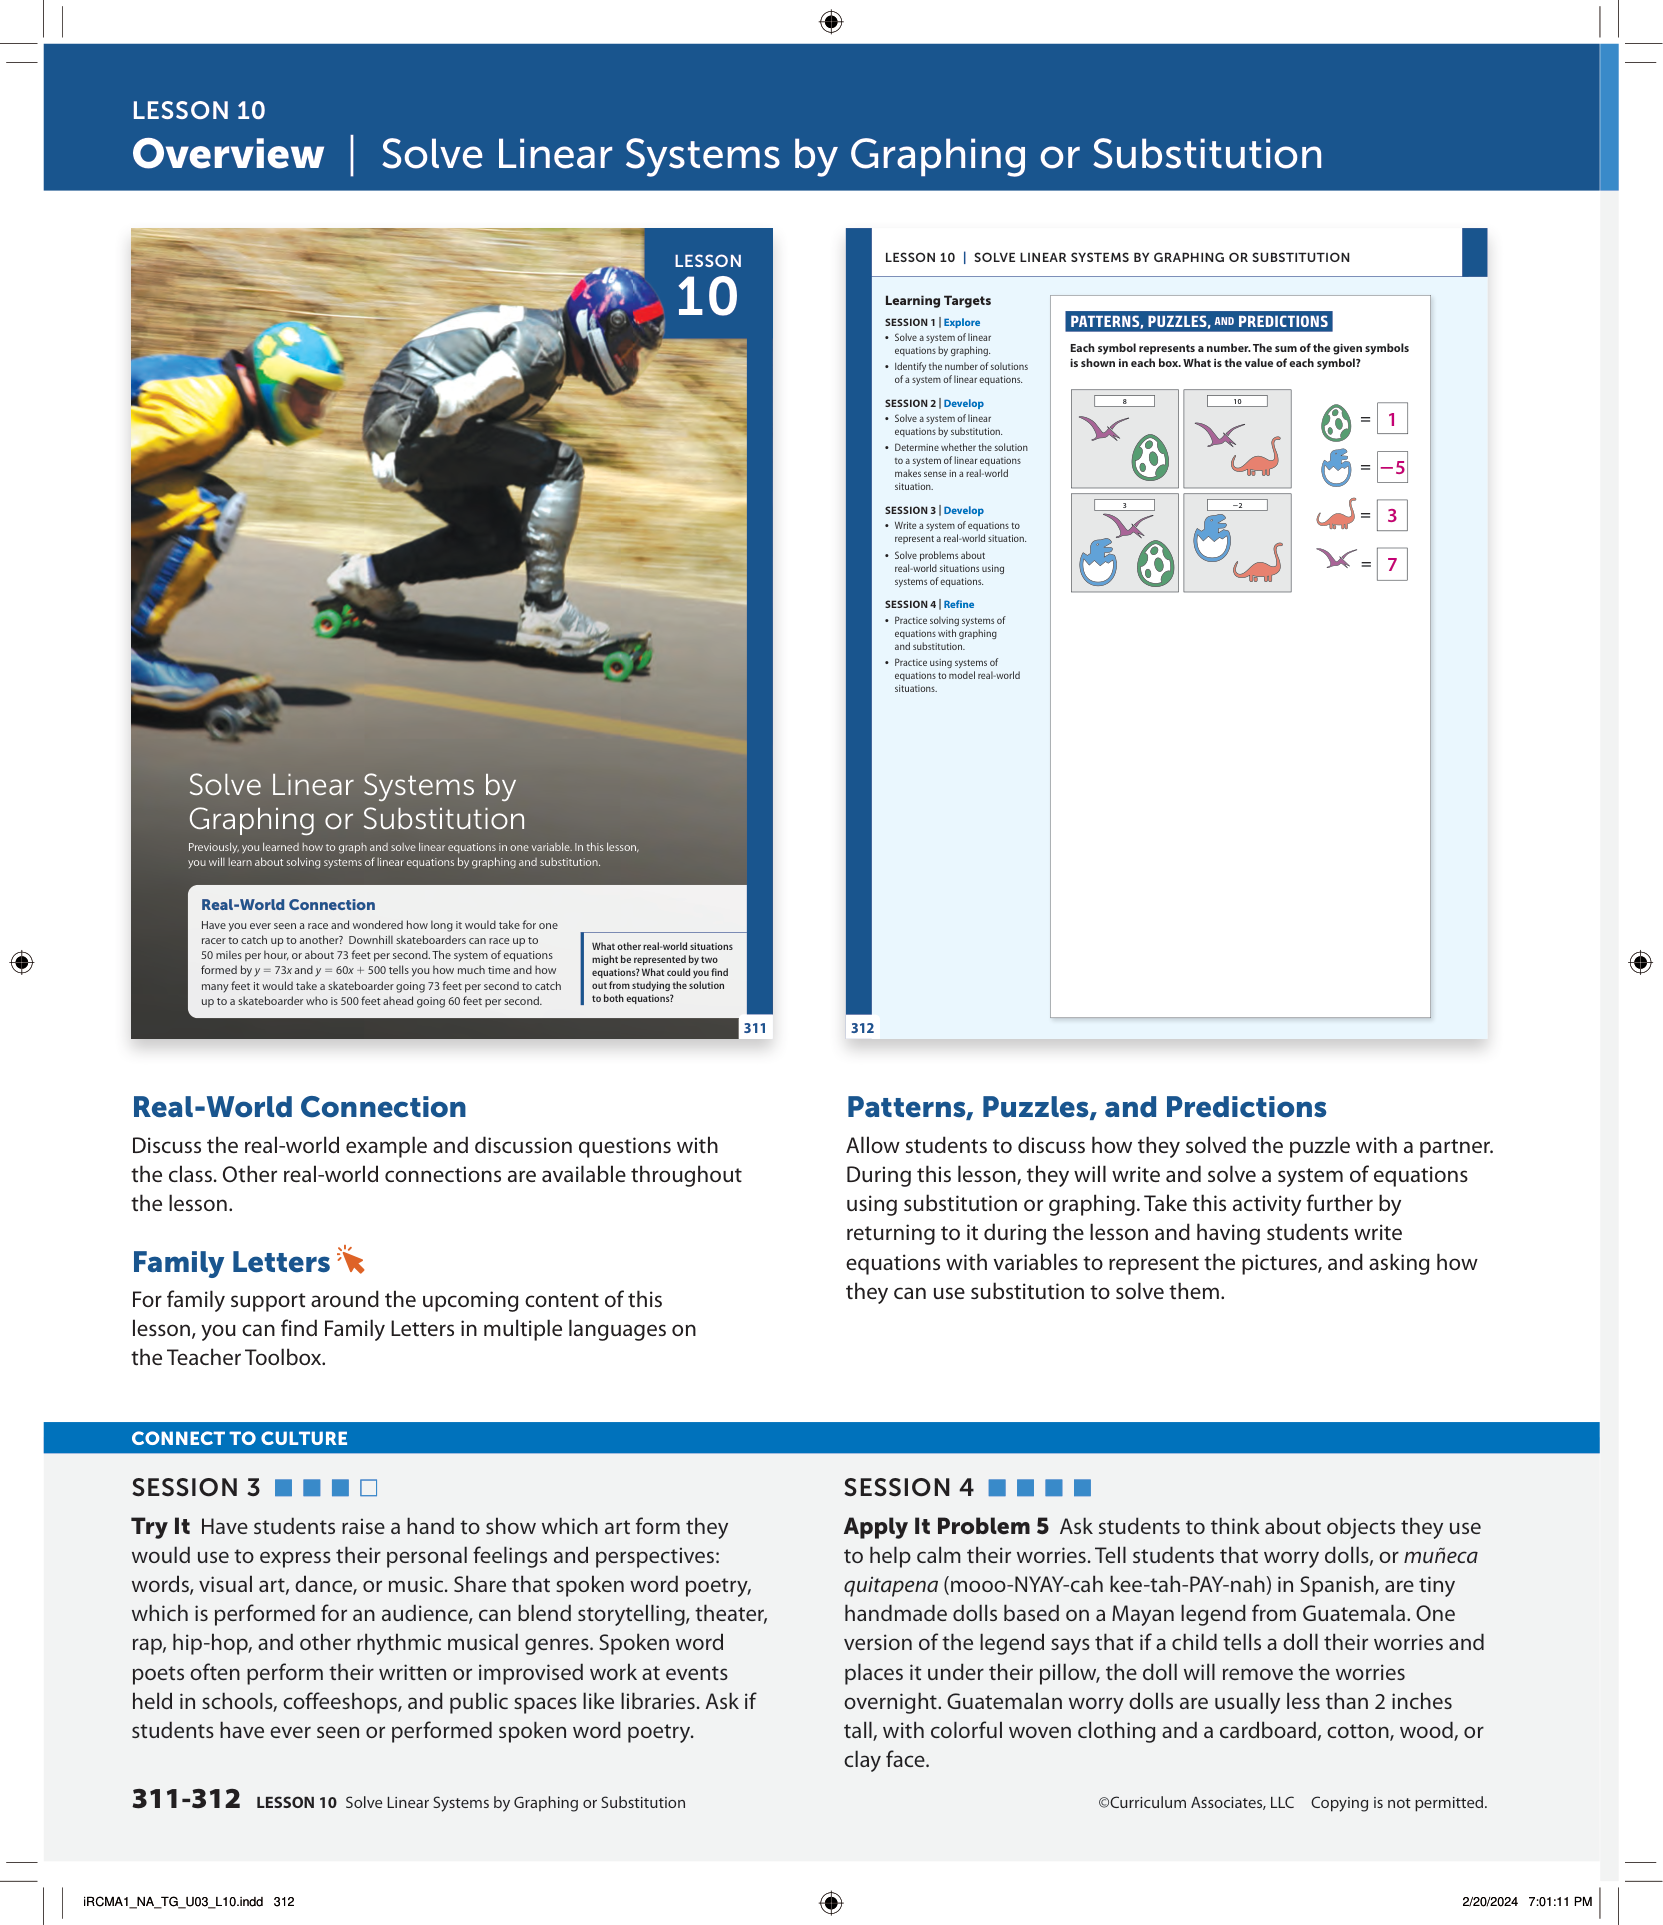 LESSON 10
Overview | Solve Linear Systems by Graphing or Substitution
LESSON
10
Solve Linear Systems by
Graphing or Substitution
Previously, you learned how to graph and solve linear equations in one variable. In this lesson,
you will learn about solving systems of linear equations by graphing and substitution.
Real-World Connection
Have you ever seen a race and wondered how long it would take for one
racer to catch up to another? Downhill skateboarders can race up to
50 miles per hour, or about 73 feet per second. The system of equations
formed by y = 73x and y = 60x + 500 tells you how much time and how
many feet it would take a skateboarder going 73 feet per second to catch
up to a skateboarder who is 500 feet ahead going 60 feet per second.
What other real-world situations
might be represented by two
equations? What could you find
out from studying the solution
to both equations?
311
LESSON 10 | SOLVE LINEAR SYSTEMS BY GRAPHING OR SUBSTITUTION
Learning Targets
SESSION 1 | Explore
• Solve a system of linear
equations by graphing.
• Identify the number of solutions
of a system of linear equations.
SESSION 2 | Develop
• Solve a system of linear
equations by substitution.
• Determine whether the solution
to a system of linear equations
makes sense in a real-world
situation.
SESSION 3 | Develop
• Write a system of equations to
represent a real-world situation.
• Solve problems about
real-world situations using
systems of equations.
SESSION 4 | Refine
• Practice solving systems of
equations with graphing
and substitution.
• Practice using systems of
equations to model real-world
situations.
PATTERNS, PUZZLES, AND PREDICTIONS
Each symbol represents a number. The sum of the given symbols
is shown in each box. What is the value of each symbol?
8
10
3
−2
= 1
= −5
= 3
= 7
312
Real-World Connection
Discuss the real-world example and discussion questions with
the class. Other real-world connections are available throughout
the lesson.
Family Letters
For family support around the upcoming content of this
lesson, you can find Family Letters in multiple languages on
the Teacher Toolbox.
Patterns, Puzzles, and Predictions
Allow students to discuss how they solved the puzzle with a partner.
During this lesson, they will write and solve a system of equations
using substitution or graphing. Take this activity further by
returning to it during the lesson and having students write
equations with variables to represent the pictures, and asking how
they can use substitution to solve them.
CONNECT TO CULTURE
SESSION 3
Try It Have students raise a hand to show which art form they
would use to express their personal feelings and perspectives:
words, visual art, dance, or music. Share that spoken word poetry,
which is performed for an audience, can blend storytelling, theater,
rap, hip-hop, and other rhythmic musical genres. Spoken word
poets often perform their written or improvised work at events
held in schools, coffeeshops, and public spaces like libraries. Ask if
students have ever seen or performed spoken word poetry.
SESSION 4
Apply It Problem 5 Ask students to think about objects they use
to help calm their worries. Tell students that worry dolls, or muñeca
quitapena (mooo-NYAY-cah kee-tah-PAY-nah) in Spanish, are tiny
handmade dolls based on a Mayan legend from Guatemala. One
version of the legend says that if a child tells a doll their worries and
places it under their pillow, the doll will remove the worries
overnight. Guatemalan worry dolls are usually less than 2 inches
tall, with colorful woven clothing and a cardboard, cotton, wood, or
clay face.
311-312 LESSON 10 Solve Linear Systems by Graphing or Substitution
©Curriculum Associates, LLC Copying is not permitted.
iRCMA1_NA_TG_U03_L10.indd 312
2/20/2024 7:01:11 PM